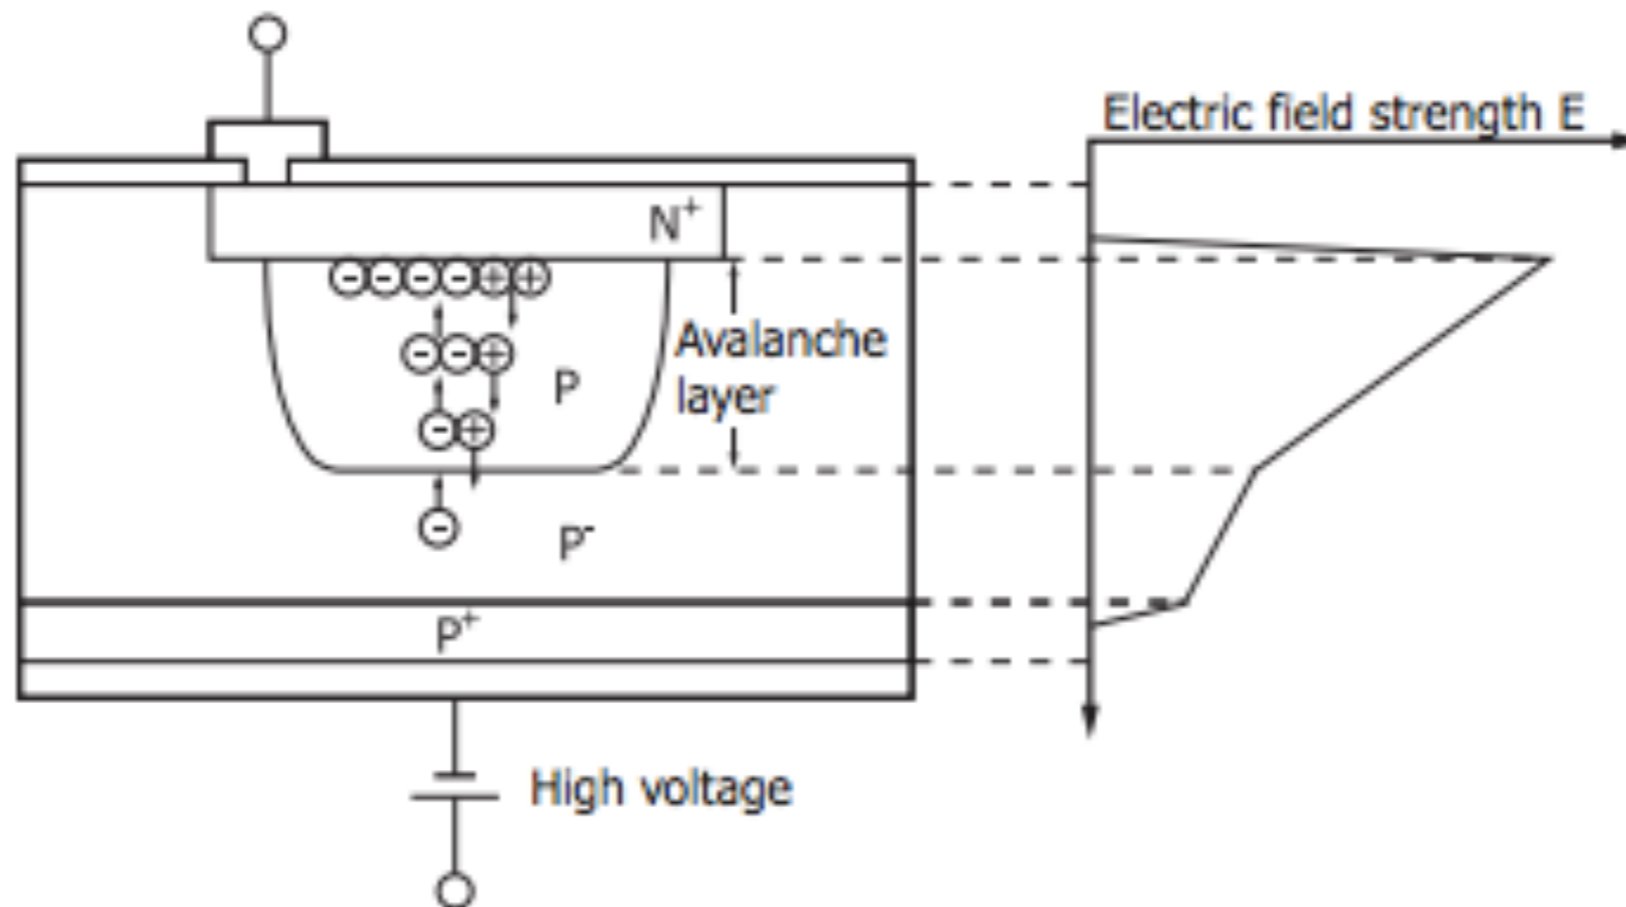 Electric field strength E
N+
Avalanche
layer
P
P-
P+
High voltage